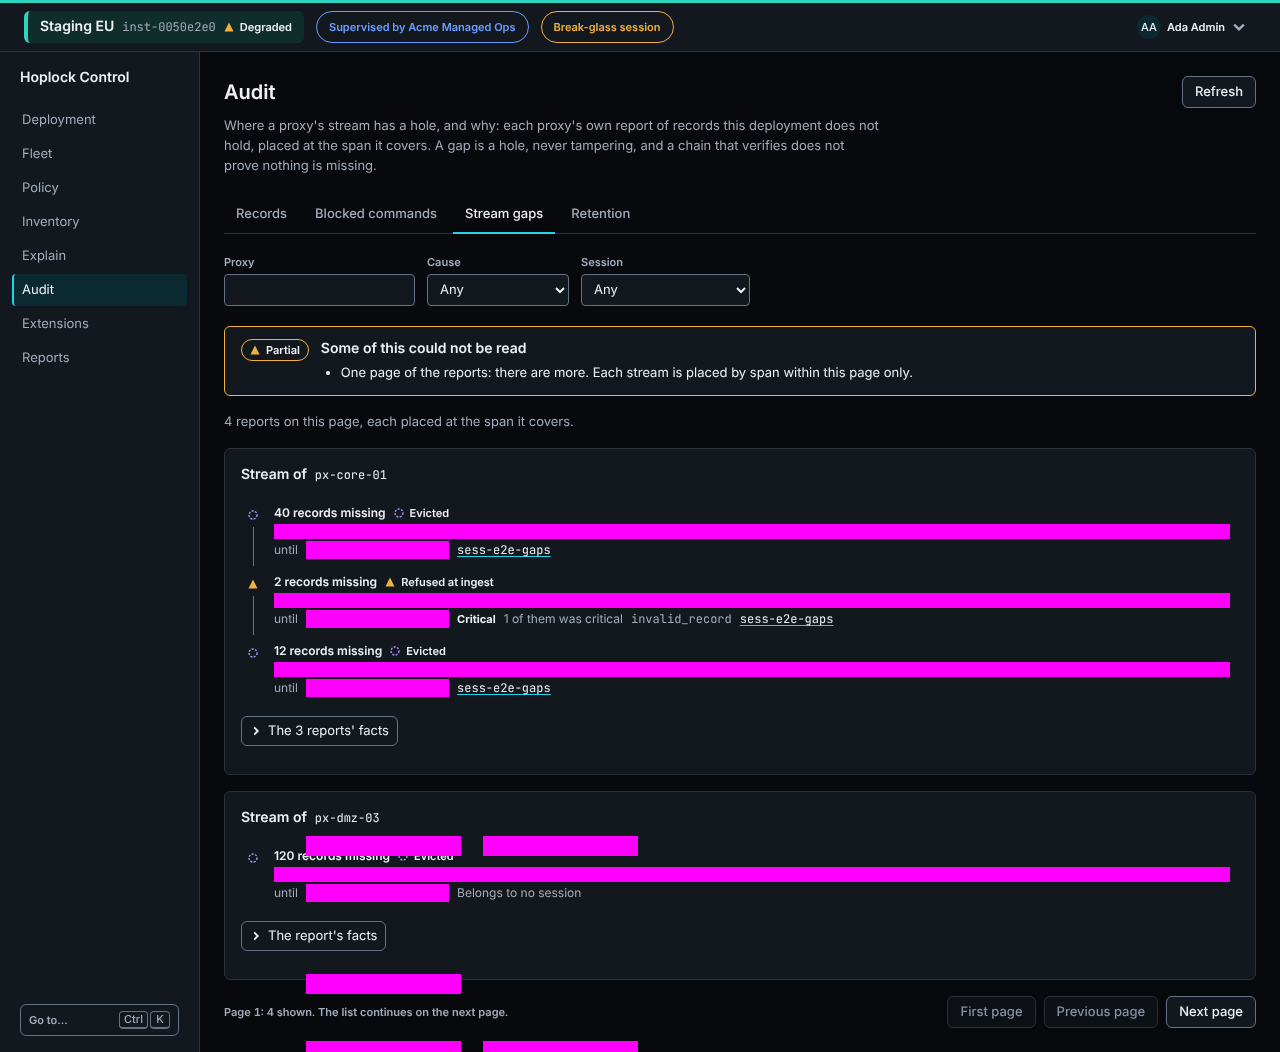 Staging EU inst-0050e2e0 Degraded
Supervised by Acme Managed Ops
Break-glass session
AA Ada Admin
Hoplock Control
Deployment
Fleet
Policy
Inventory
Explain
Audit
Extensions
Reports
Go to...
Ctrl K
Audit
Refresh
Where a proxy's stream has a hole, and why: each proxy's own report of records this deployment does not
hold, placed at the span it covers. A gap is a hole, never tampering, and a chain that verifies does not
prove nothing is missing.
Records Blocked commands Stream gaps Retention
Proxy Cause Session
Any Any
Partial Some of this could not be read
• One page of the reports: there are more. Each stream is placed by span within this page only.
4 reports on this page, each placed at the span it covers.
Stream of px-core-01
40 records missing Evicted
until sess-e2e-gaps
2 records missing Refused at ingest
until Critical 1 of them was critical invalid_record sess-e2e-gaps
12 records missing Evicted
until sess-e2e-gaps
The 3 reports' facts
Stream of px-dmz-03
120 records missing Evicted
until Belongs to no session
The report's facts
Page 1: 4 shown. The list continues on the next page.
First page Previous page Next page